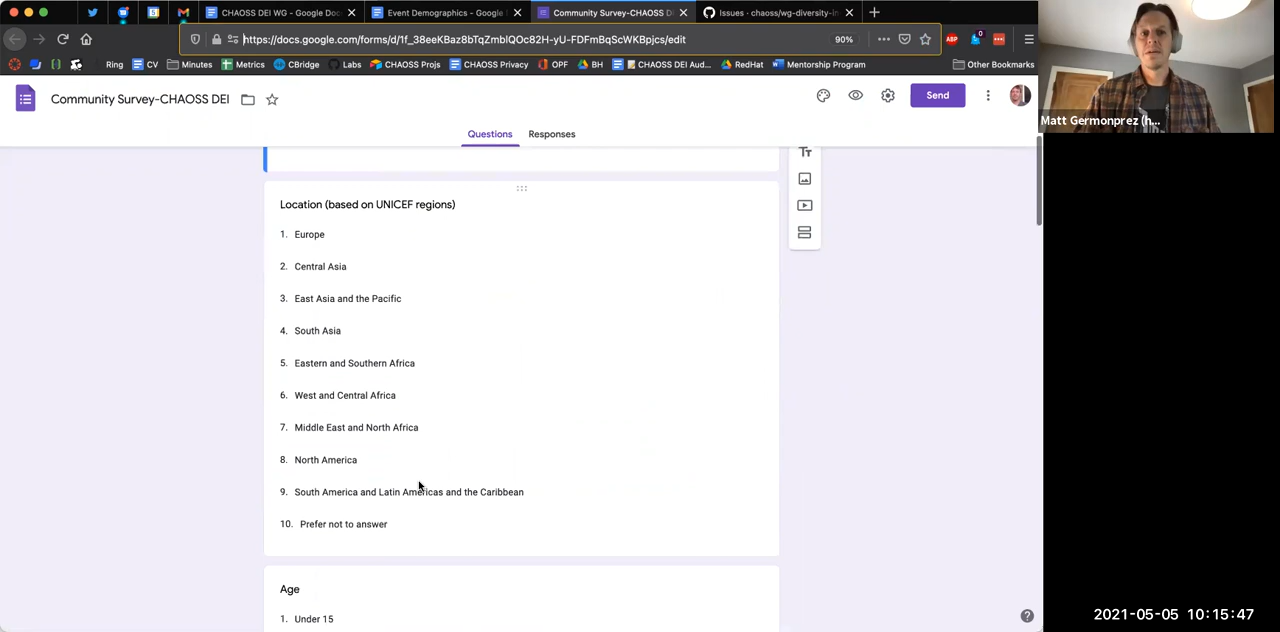 CHAOSS DEI WG - Google Doc
Event Demographics - Google
Community Survey-CHAOSS D
Issues · chaoss/wg-diversity-in
https://docs.google.com/forms/d/1f_38eeKBaz8bTqZmblQOc82H-yU-FDFmBqScWKBpjcs/edit
90%
ABP
0
Ring
CV
Minutes
Metrics
CBridge
Labs
CHAOSS Projs
CHAOSS Privacy
OPF
BH
CHAOSS DEI Aud...
RedHat
Mentorship Program
Other Bookmarks
Community Survey-CHAOSS DEI
Send
Questions
Responses
Tт
Location (based on UNICEF regions)
1. Europe
2. Central Asia
3. East Asia and the Pacific
4. South Asia
5. Eastern and Southern Africa
6. West and Central Africa
7. Middle East and North Africa
8. North America
9. South America and Latin Americas and the Caribbean
10. Prefer not to answer
Age
1. Under 15
Matt Germonprez (h...
2021-05-05 10:15:47